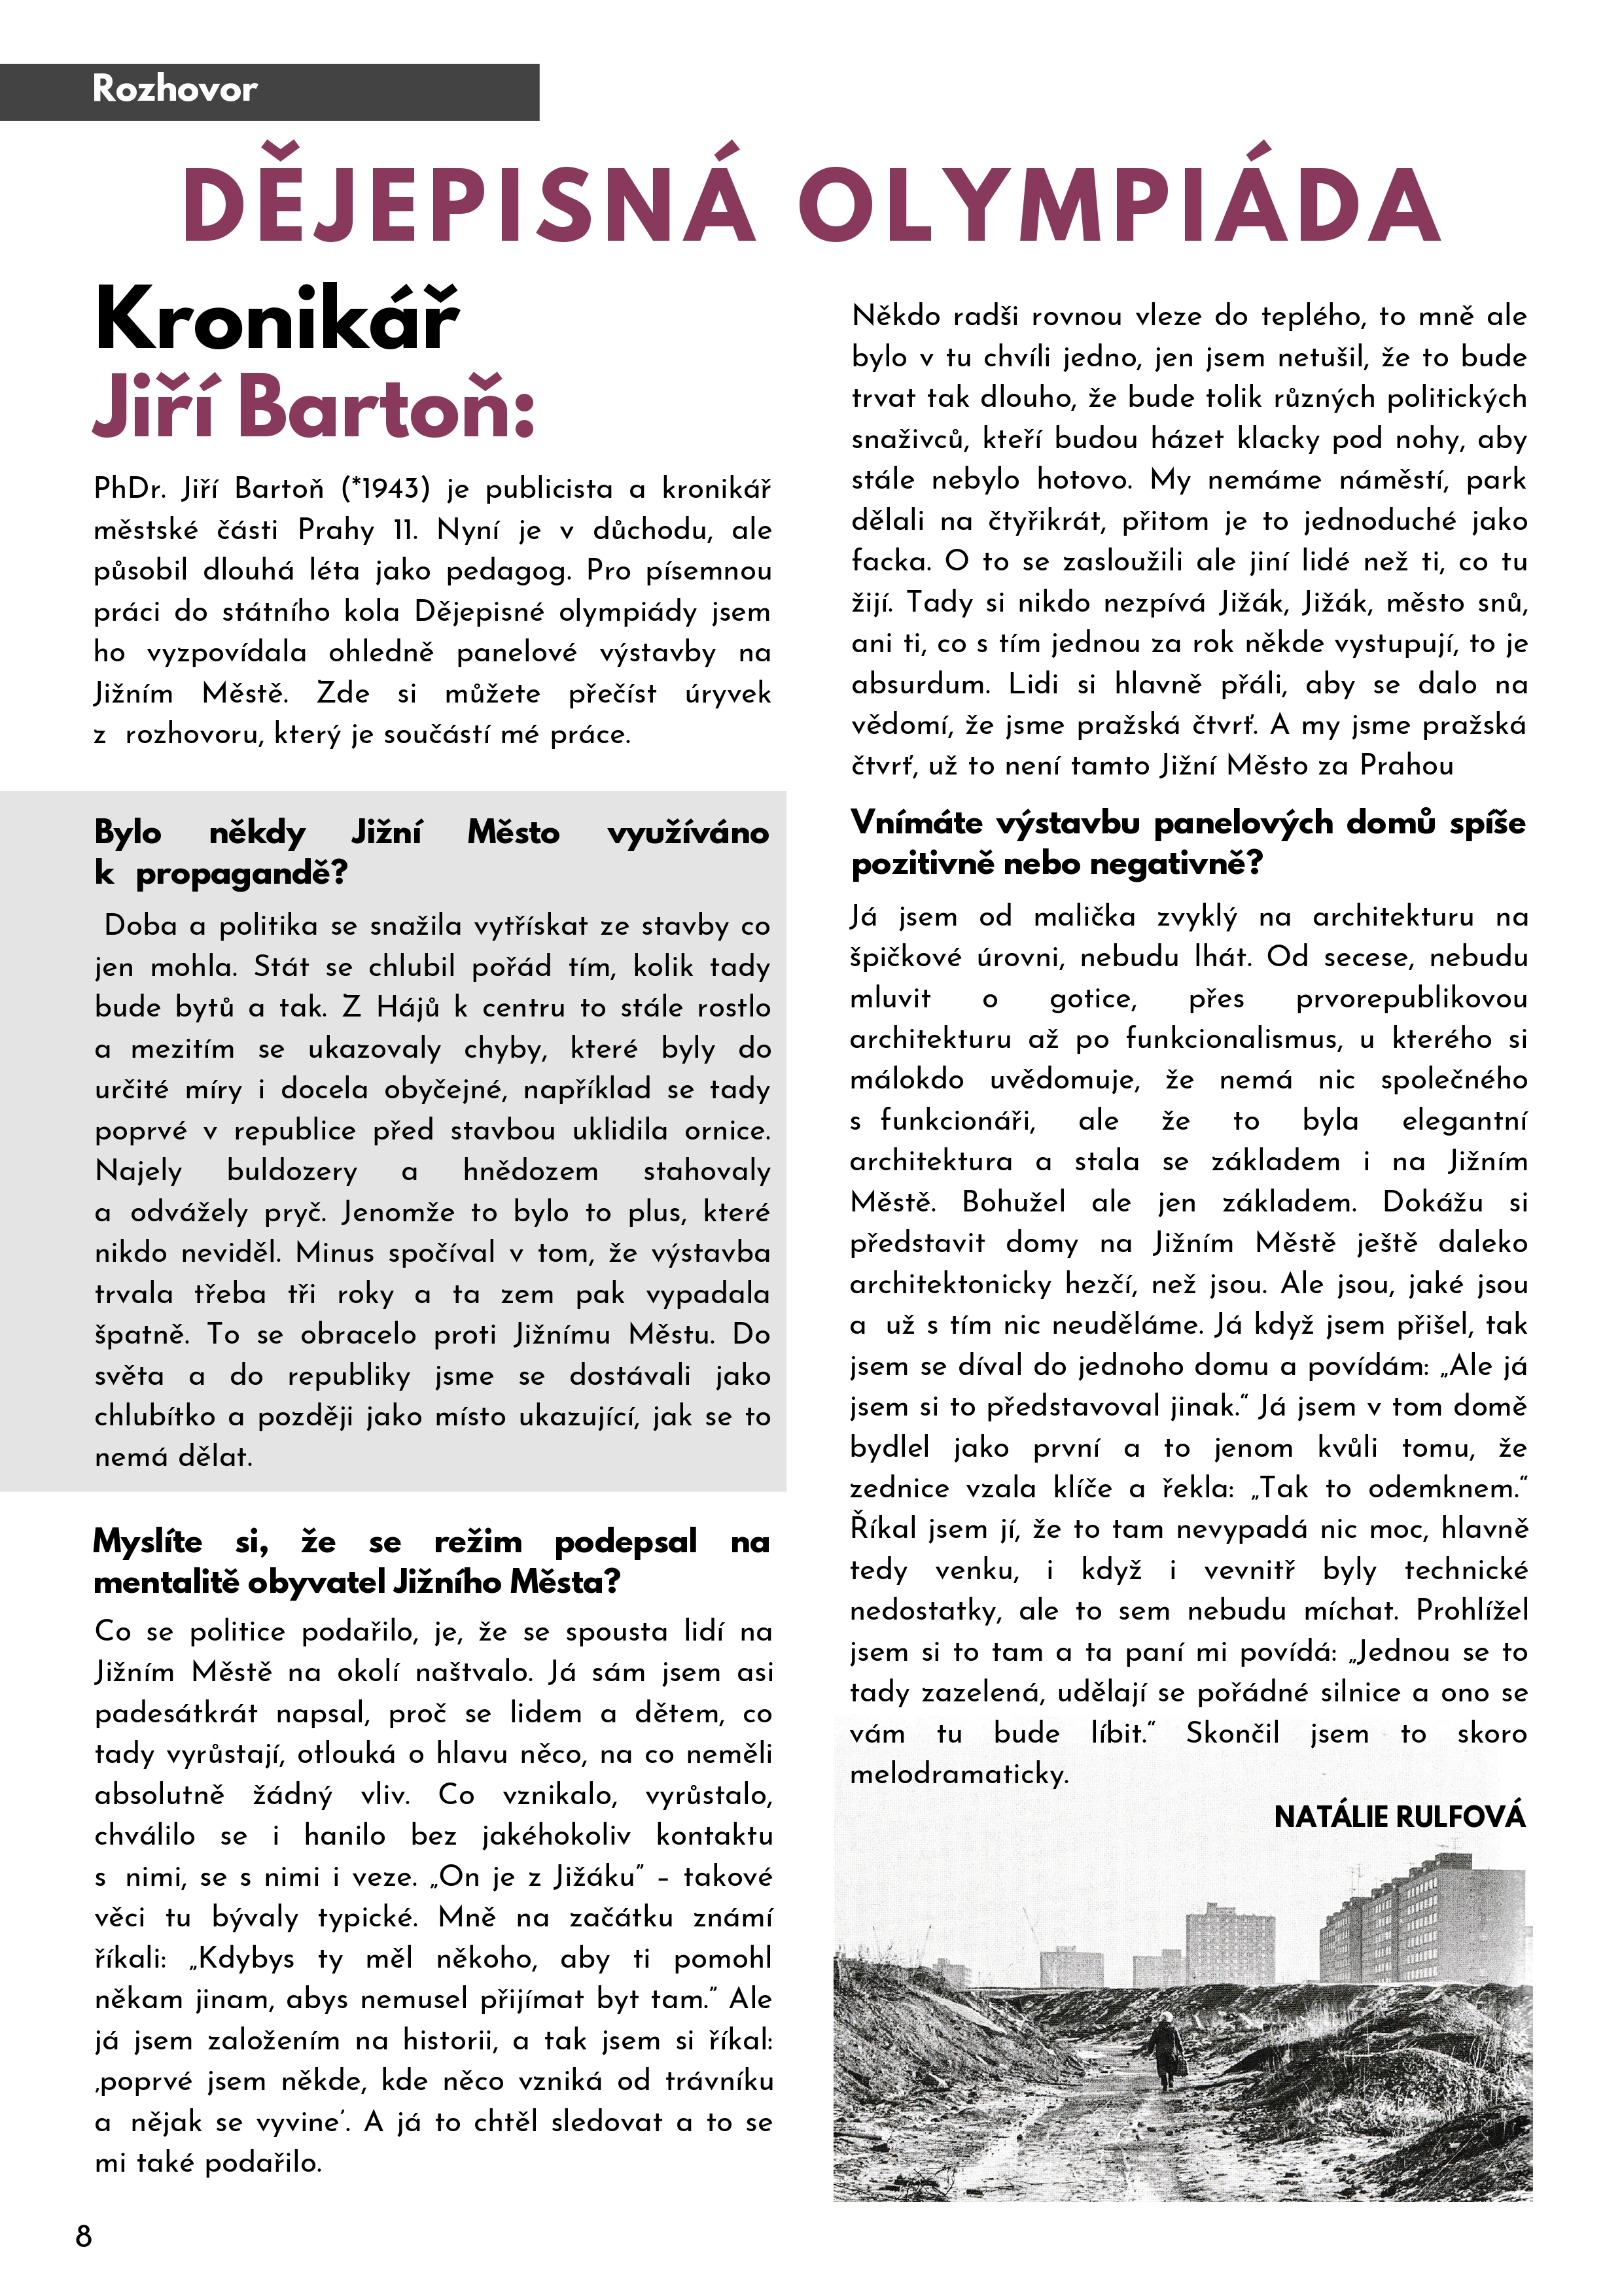 Rozhovor
DĚJEPISNÁ OLYMPIÁDA
Kronikář
Jiří Bartoň:
PhDr. Jiří Bartoň (*1943) je publicista a kronikář
městské části Prahy 11. Nyní je v důchodu, ale
působil dlouhá léta jako pedagog. Pro písemnou
práci do státního kola Dějepisné olympiády jsem
ho vyzpovídala ohledně panelové výstavby na
Jižním Městě. Zde si můžete přečíst úryvek
z rozhovoru, který je součástí mé práce.
Bylo někdy Jižní Město využíváno
k propagandě?
Doba a politika se snažila vytřískat ze stavby co
jen mohla. Stát se chlubil pořád tím, kolik tady
bude bytů a tak. Z Hájů k centru to stále rostlo
a mezitím se ukazovaly chyby, které byly do
určité míry i docela obyčejné, například se tady
poprvé v republice před stavbou uklidila ornice.
Najely buldozery a hnědozem stahovaly
a odvážely pryč. Jenomže to bylo to plus, které
nikdo neviděl. Minus spočíval v tom, že výstavba
trvala třeba tři roky a ta zem pak vypadala
špatně. To se obracelo proti Jižnímu Městu. Do
světa a do republiky jsme se dostávali jako
chlubítko a později jako místo ukazující, jak se to
nemá dělat.
Myslíte si, že se režim podepsal na
mentalitě obyvatel Jižního Města?
Co se politice podařilo, je, že se spousta lidí na
Jižním Městě na okolí naštvalo. Já sám jsem asi
padesátkrát napsal, proč se lidem a dětem, co
tady vyrůstají, otlouká o hlavu něco, na co neměli
absolutně žádný vliv. Co vznikalo, vyrůstalo,
chválilo se i hanilo bez jakéhokoliv kontaktu
s nimi, se s nimi i veze. „On je z Jižáku” – takové
věci tu bývaly typické. Mně na začátku známí
říkali: „Kdybys ty měl někoho, aby ti pomohl
někam jinam, abys nemusel přijímat byt tam.” Ale
já jsem založením na historii, a tak jsem si říkal:
‚poprvé jsem někde, kde něco vzniká od trávníku
a nějak se vyvine’. A já to chtěl sledovat a to se
mi také podařilo.
Někdo radši rovnou vleze do teplého, to mně ale
bylo v tu chvíli jedno, jen jsem netušil, že to bude
trvat tak dlouho, že bude tolik různých politických
snaživců, kteří budou házet klacky pod nohy, aby
stále nebylo hotovo. My nemáme náměstí, park
dělali na čtyřikrát, přitom je to jednoduché jako
facka. O to se zasloužili ale jiní lidé než ti, co tu
žijí. Tady si nikdo nezpívá Jižák, Jižák, město snů,
ani ti, co s tím jednou za rok někde vystupují, to je
absurdum. Lidi si hlavně přáli, aby se dalo na
vědomí, že jsme pražská čtvrť. A my jsme pražská
čtvrť, už to není tamto Jižní Město za Prahou
Vnímáte výstavbu panelových domů spíše
pozitivně nebo negativně?
Já jsem od malička zvyklý na architekturu na
špičkové úrovni, nebudu lhát. Od secese, nebudu
mluvit o gotice, přes prvorepublikovou
architekturu až po funkcionalismus, u kterého si
málokdo uvědomuje, že nemá nic společného
s funkcionáři, ale že to byla elegantní
architektura a stala se základem i na Jižním
Městě. Bohužel ale jen základem. Dokážu si
představit domy na Jižním Městě ještě daleko
architektonicky hezčí, než jsou. Ale jsou, jaké jsou
a už s tím nic neuděláme. Já když jsem přišel, tak
jsem se díval do jednoho domu a povídám: „Ale já
jsem si to představoval jinak.“ Já jsem v tom domě
bydlel jako první a to jenom kvůli tomu, že
zednice vzala klíče a řekla: „Tak to odemknem.“
Říkal jsem jí, že to tam nevypadá nic moc, hlavně
tedy venku, i když i vevnitř byly technické
nedostatky, ale to sem nebudu míchat. Prohlížel
jsem si to tam a ta paní mi povídá: „Jednou se to
tady zazelená, udělají se pořádné silnice a ono se
vám tu bude líbit.“ Skončil jsem to skoro
melodramaticky.
NATÁLIE RULFOVÁ
8